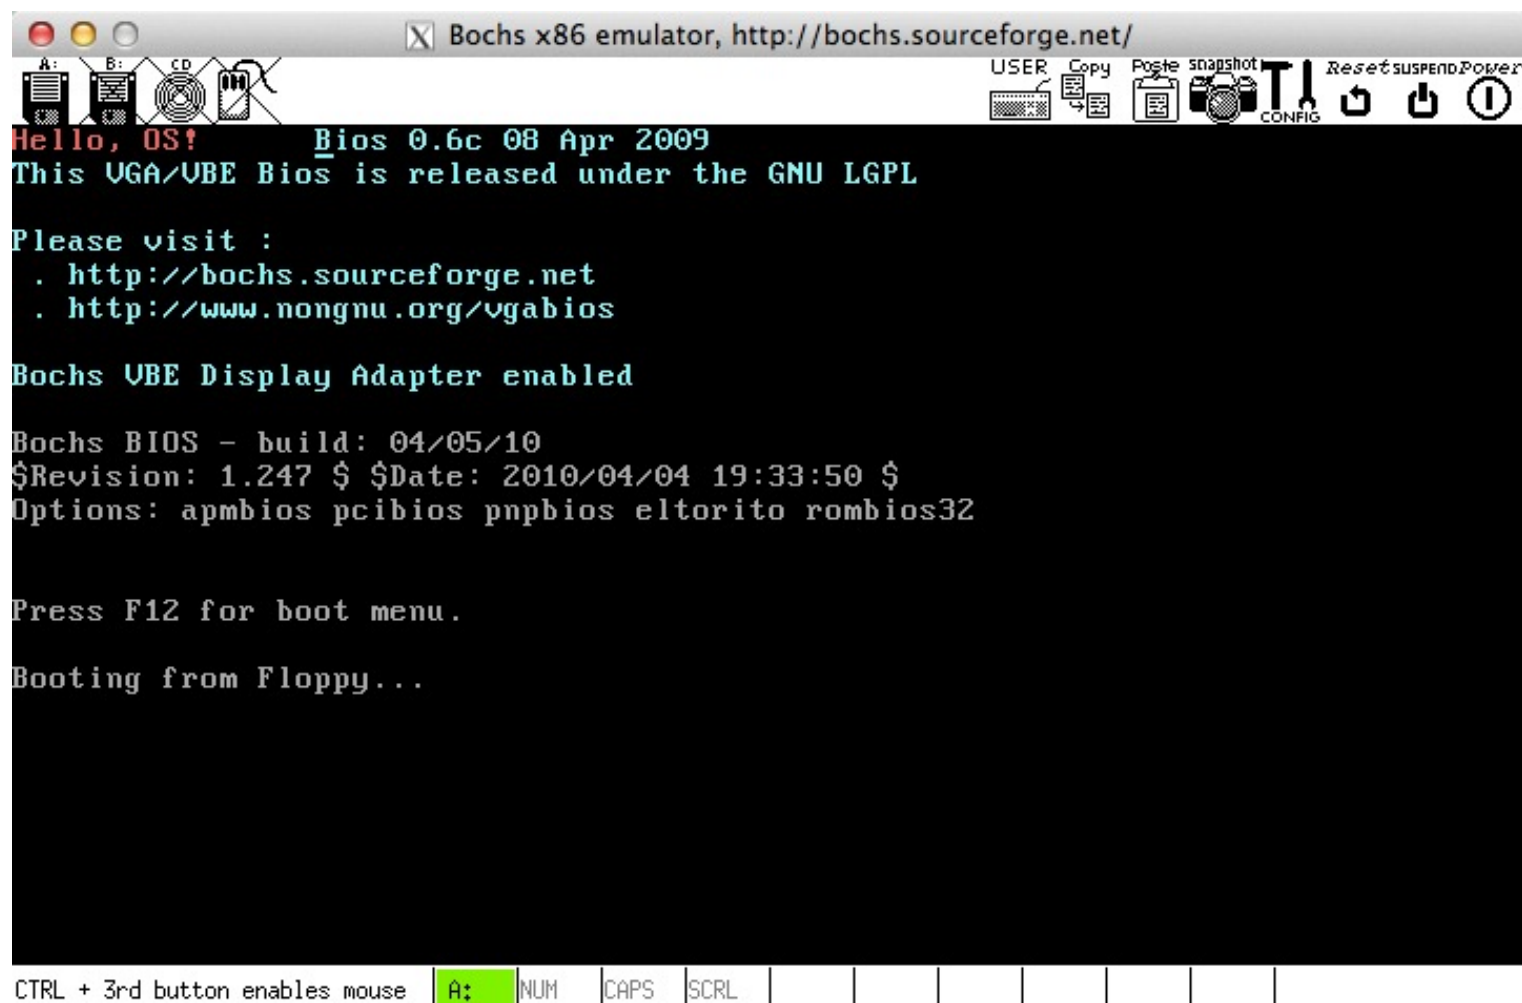 Bochs x86 emulator, http://bochs.sourceforge.net/
A: B: CD USER Copy Paste snapshot CONFIG Reset SUSPEND Power
Hello, OS! Bios 0.6c 08 Apr 2009
This VGA/VBE Bios is released under the GNU LGPL
Please visit :
. http://bochs.sourceforge.net
. http://www.nongnu.org/vgabios
Bochs VBE Display Adapter enabled
Bochs BIOS - build: 04/05/10
$Revision: 1.247 $ $Date: 2010/04/04 19:33:50 $
Options: apmbios pcibios pnpbios eltorito rombios32
Press F12 for boot menu.
Booting from Floppy...
CTRL + 3rd button enables mouse A: NUM CAPS SCRL